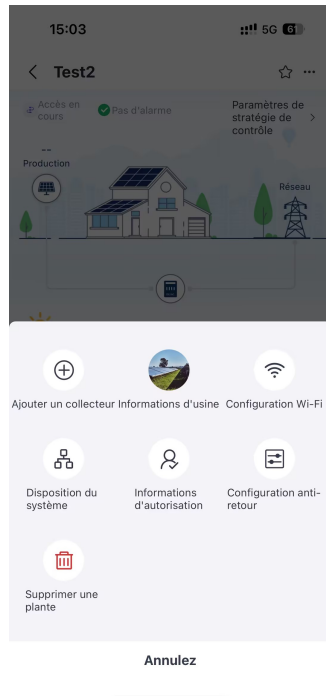 15:03
5G 61
Test2
Accès en
cours
Pas d'alarme
Paramètres de
stratégie de
contrôle
--
Production
Réseau
Ajouter un collecteur Informations d'usine Configuration Wi-Fi
Disposition du
système
Informations
d'autorisation
Configuration anti-
retour
Supprimer une
plante
Annulez